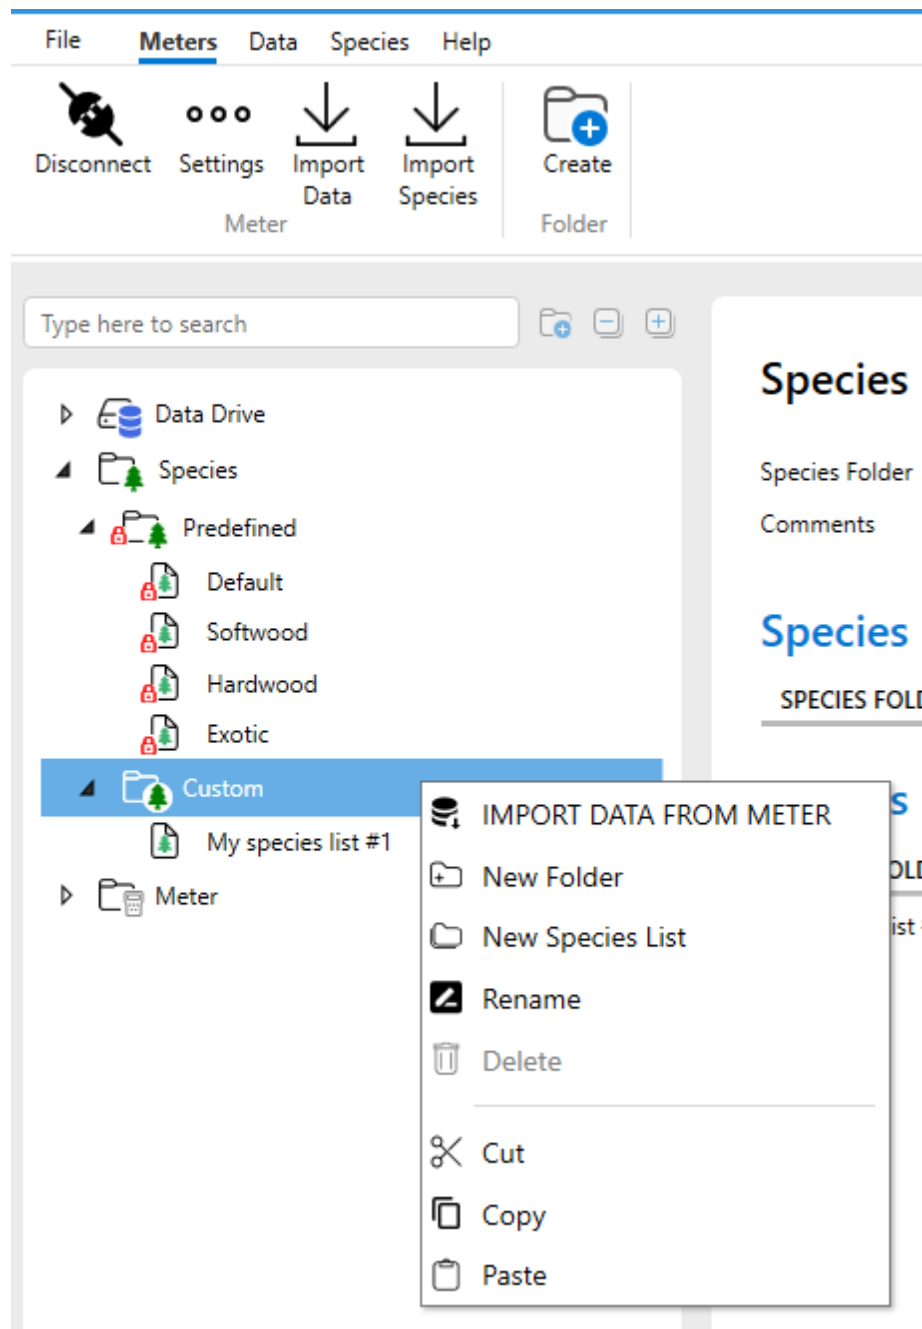 File Meters Data Species Help
Disconnect Settings Import Data Import Species Create
Meter Folder
Type here to search
Data Drive
Species
Predefined
Default
Softwood
Hardwood
Exotic
Custom
My species list #1
Meter
IMPORT DATA FROM METER
New Folder
New Species List
Rename
Delete
Cut
Copy
Paste
Species
Species Folder
Comments
Species
SPECIES